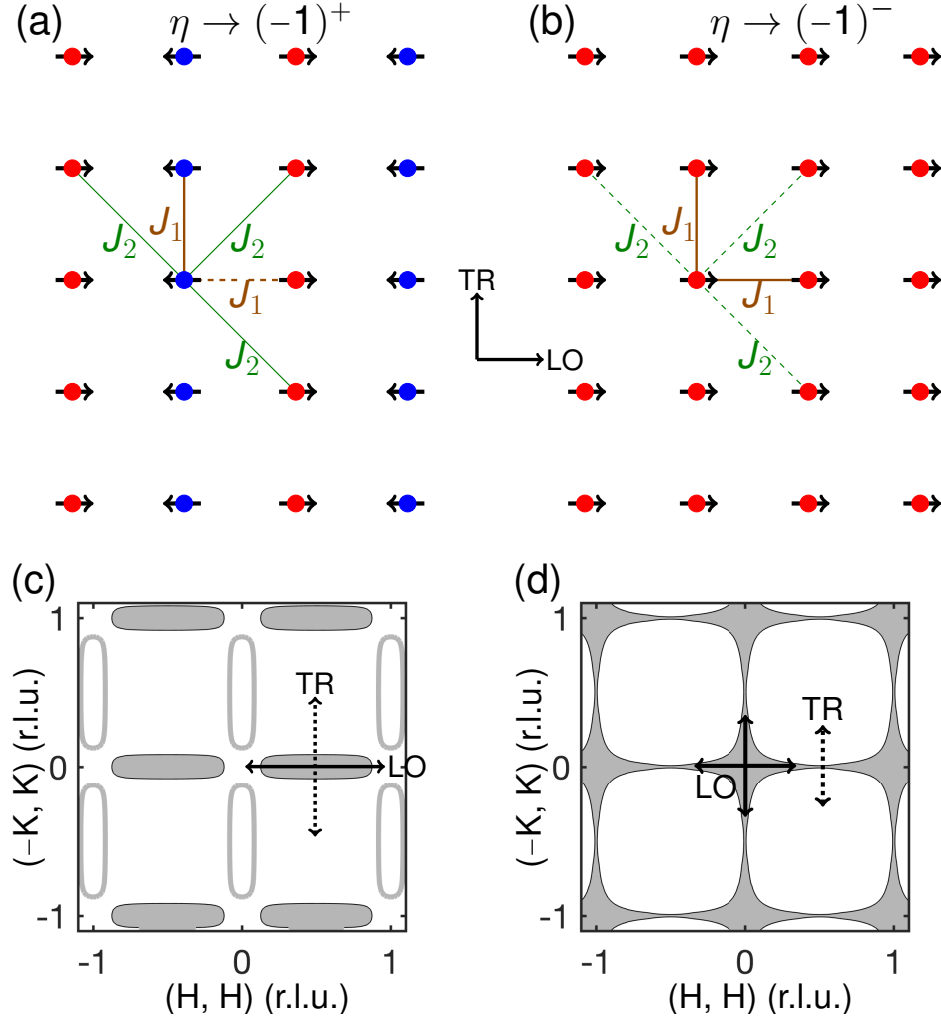 (a) η → (-1)⁺
(b) η → (-1)⁻
J₂ J₁ J₂
J₁
J₂
TR
LO
J₂ J₁ J₂
J₁
J₂
(c)
(−K, K) (r.l.u.)
1
0
-1
TR
LO
-1 0 1
(H, H) (r.l.u.)
(d)
(−K, K) (r.l.u.)
1
0
-1
TR
LO
-1 0 1
(H, H) (r.l.u.)